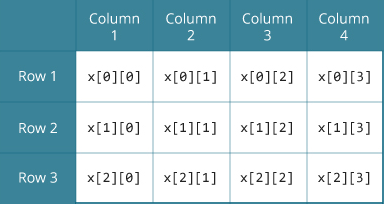 Column 1 Column 2 Column 3 Column 4
Row 1 x[0][0] x[0][1] x[0][2] x[0][3]
Row 2 x[1][0] x[1][1] x[1][2] x[1][3]
Row 3 x[2][0] x[2][1] x[2][2] x[2][3]